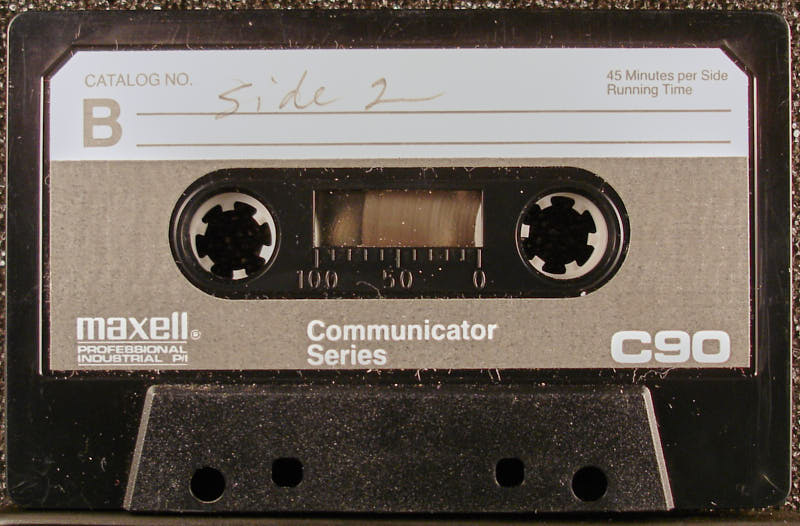 CATALOG NO.
B
Side 2
45 Minutes per Side
Running Time
100 50 0
maxell®
PROFESSIONAL
INDUSTRIAL P/I
Communicator
Series
C90